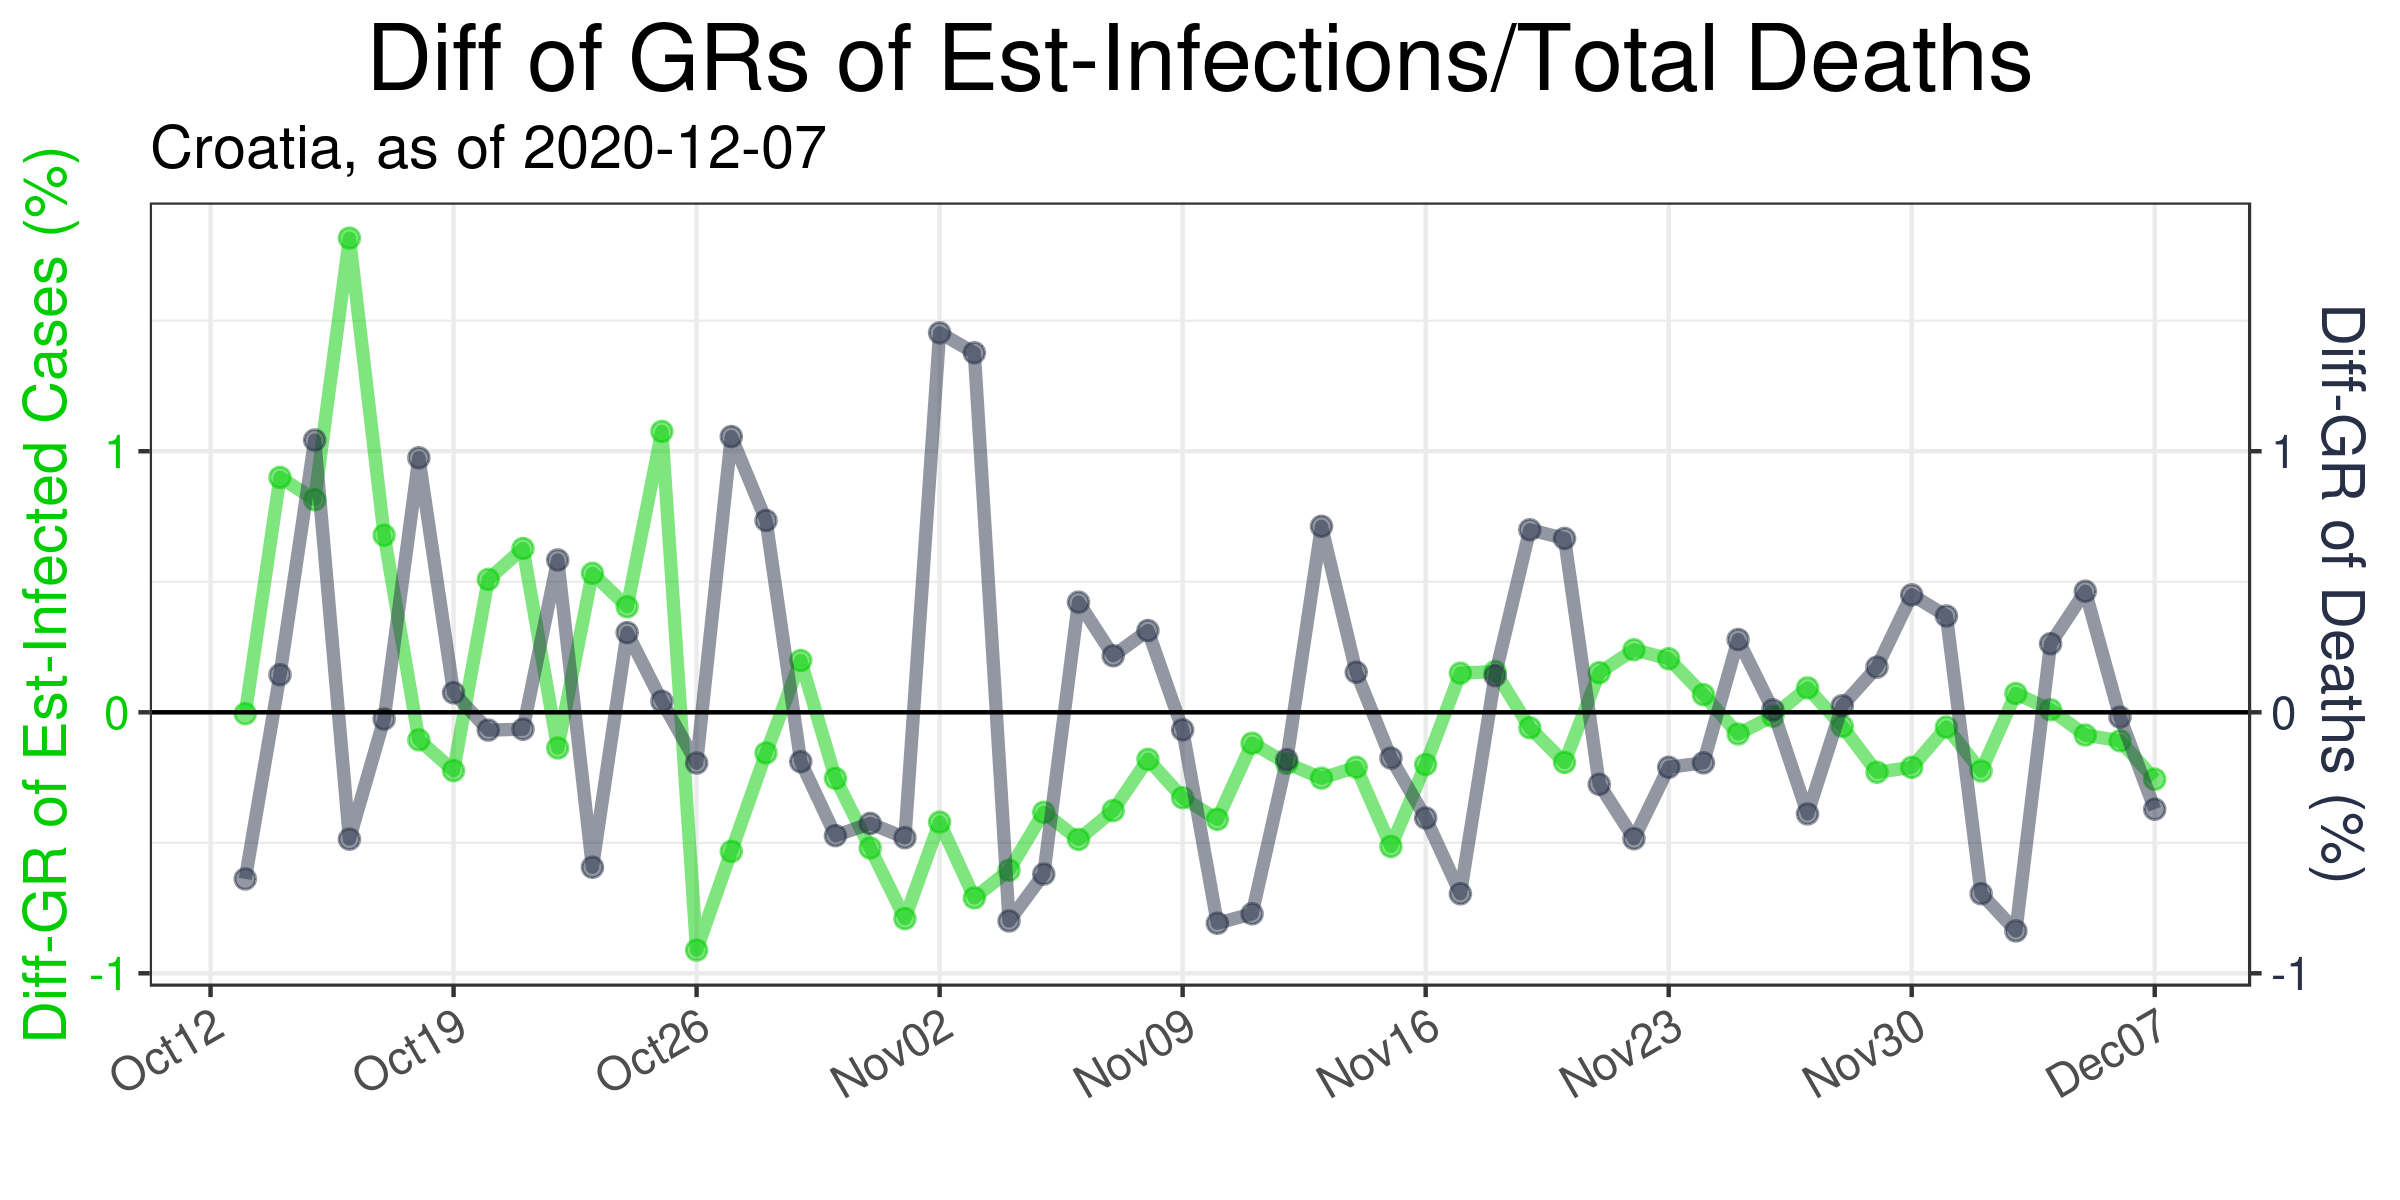 Diff of GRs of Est-Infections/Total Deaths
Croatia, as of 2020-12-07
Diff-GR of Est-Infected Cases (%)
1
0
-1
1
0
-1
Diff-GR of Deaths (%)
Oct12
Oct19
Oct26
Nov02
Nov09
Nov16
Nov23
Nov30
Dec07